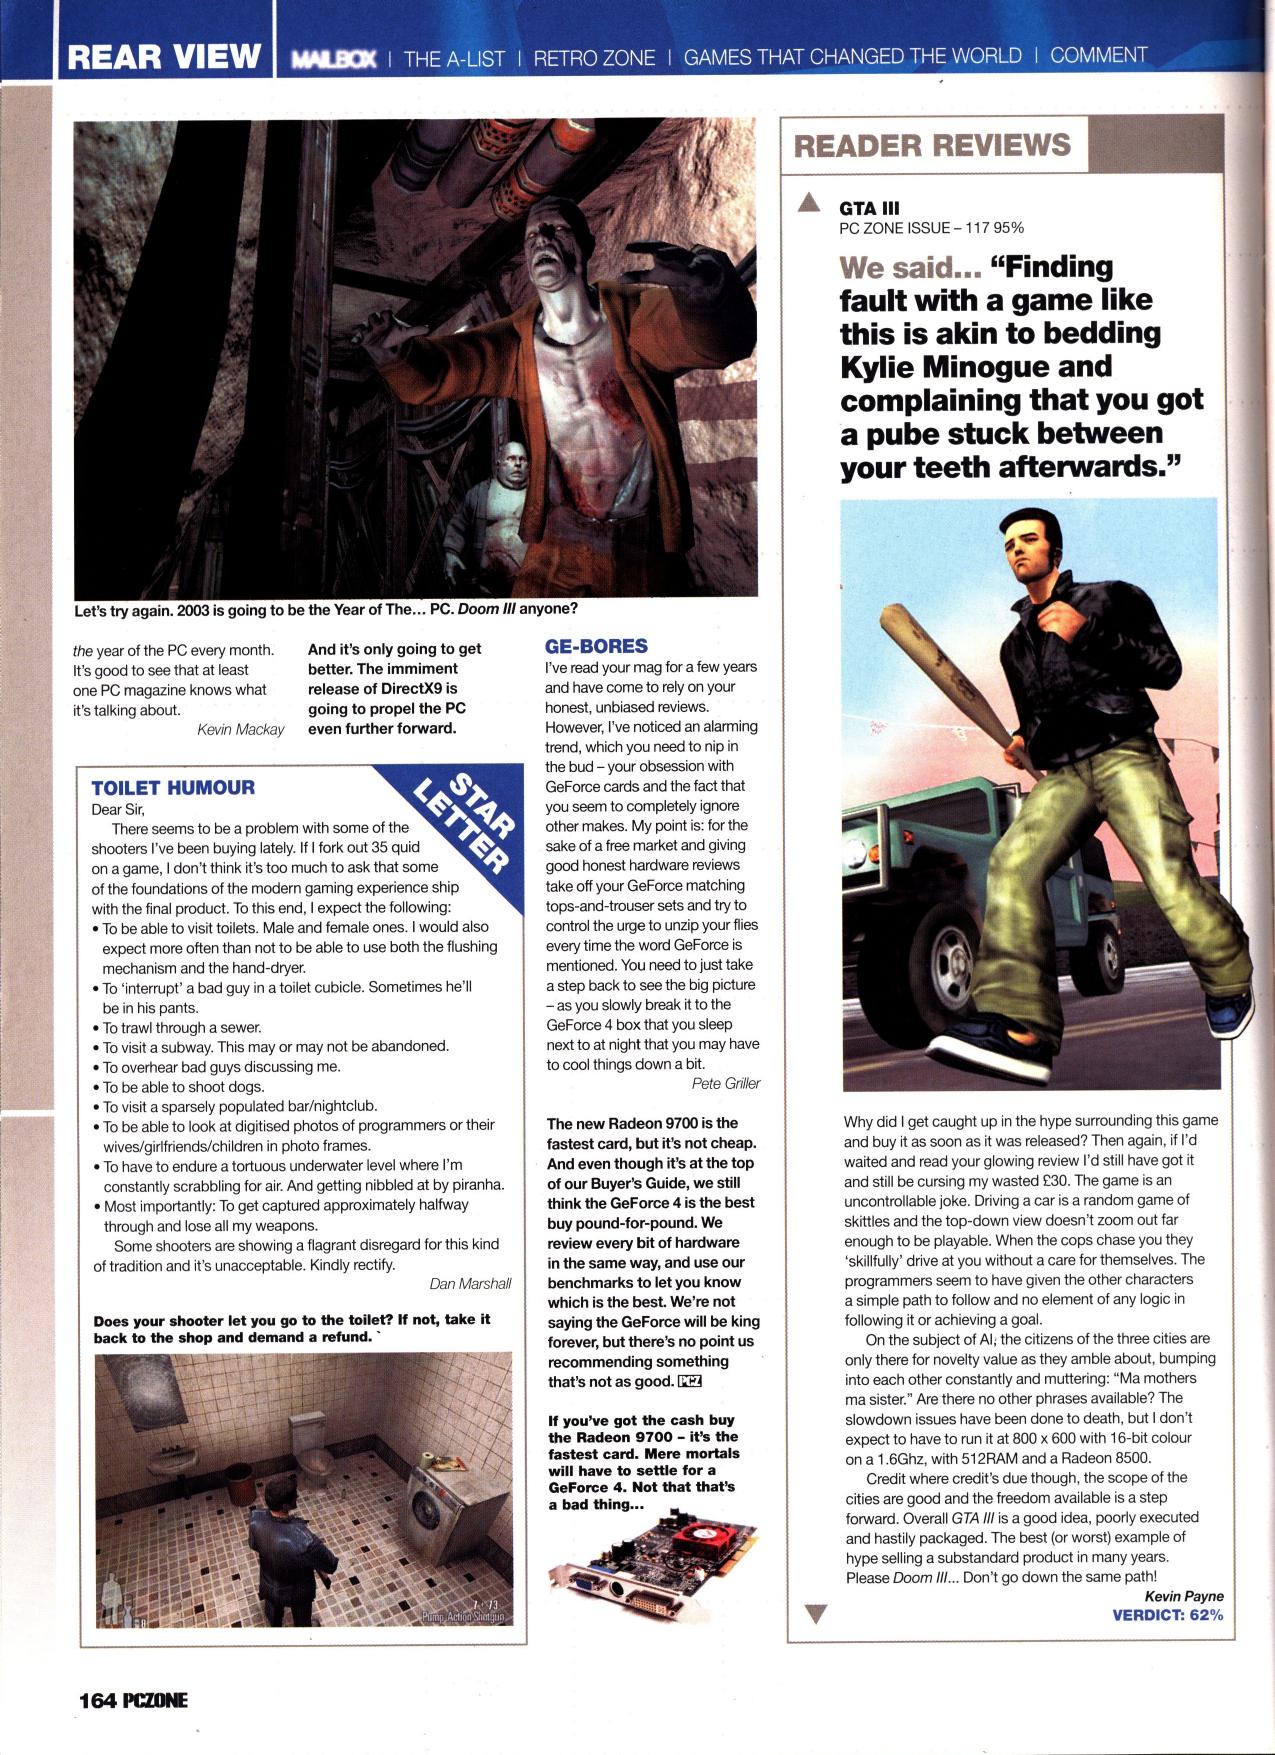 REAR VIEW
MAILBOX | THE A-LIST | RETRO ZONE | GAMES THAT CHANGED THE WORLD | COMMENT
Let's try again. 2003 is going to be the Year of The... PC. Doom III anyone?
the year of the PC every month.
It's good to see that at least
one PC magazine knows what
it's talking about.
Kevin Mackay
And it's only going to get
better. The immiment
release of DirectX9 is
going to propel the PC
even further forward.
STAR
LETTER
TOILET HUMOUR
Dear Sir,
There seems to be a problem with some of the
shooters I've been buying lately. If I fork out 35 quid
on a game, I don't think it's too much to ask that some
of the foundations of the modern gaming experience ship
with the final product. To this end, I expect the following:
• To be able to visit toilets. Male and female ones. I would also
expect more often than not to be able to use both the flushing
mechanism and the hand-dryer.
• To 'interrupt' a bad guy in a toilet cubicle. Sometimes he'll
be in his pants.
• To trawl through a sewer.
• To visit a subway. This may or may not be abandoned.
• To overhear bad guys discussing me.
• To be able to shoot dogs.
• To visit a sparsely populated bar/nightclub.
• To be able to look at digitised photos of programmers or their
wives/girlfriends/children in photo frames.
• To have to endure a tortuous underwater level where I'm
constantly scrabbling for air. And getting nibbled at by piranha.
• Most importantly: To get captured approximately halfway
through and lose all my weapons.
Some shooters are showing a flagrant disregard for this kind
of tradition and it's unacceptable. Kindly rectify.
Dan Marshall
Does your shooter let you go to the toilet? If not, take it
back to the shop and demand a refund.
7 · 73
Pump Action Shotgun
GE-BORES
I've read your mag for a few years
and have come to rely on your
honest, unbiased reviews.
However, I've noticed an alarming
trend, which you need to nip in
the bud – your obsession with
GeForce cards and the fact that
you seem to completely ignore
other makes. My point is: for the
sake of a free market and giving
good honest hardware reviews
take off your GeForce matching
tops-and-trouser sets and try to
control the urge to unzip your flies
every time the word GeForce is
mentioned. You need to just take
a step back to see the big picture
– as you slowly break it to the
GeForce 4 box that you sleep
next to at night that you may have
to cool things down a bit.
Pete Griller
The new Radeon 9700 is the
fastest card, but it's not cheap.
And even though it's at the top
of our Buyer's Guide, we still
think the GeForce 4 is the best
buy pound-for-pound. We
review every bit of hardware
in the same way, and use our
benchmarks to let you know
which is the best. We're not
saying the GeForce will be king
forever, but there's no point us
recommending something
that's not as good. PCZ
If you've got the cash buy
the Radeon 9700 – it's the
fastest card. Mere mortals
will have to settle for a
GeForce 4. Not that that's
a bad thing...
READER REVIEWS
GTA III
PC ZONE ISSUE – 117 95%
We said... “Finding
fault with a game like
this is akin to bedding
Kylie Minogue and
complaining that you got
a pube stuck between
your teeth afterwards.”
Why did I get caught up in the hype surrounding this game
and buy it as soon as it was released? Then again, if I'd
waited and read your glowing review I'd still have got it
and still be cursing my wasted £30. The game is an
uncontrollable joke. Driving a car is a random game of
skittles and the top-down view doesn't zoom out far
enough to be playable. When the cops chase you they
'skillfully' drive at you without a care for themselves. The
programmers seem to have given the other characters
a simple path to follow and no element of any logic in
following it or achieving a goal.
On the subject of AI, the citizens of the three cities are
only there for novelty value as they amble about, bumping
into each other constantly and muttering: “Ma mothers
ma sister.” Are there no other phrases available? The
slowdown issues have been done to death, but I don't
expect to have to run it at 800 x 600 with 16-bit colour
on a 1.6Ghz, with 512RAM and a Radeon 8500.
Credit where credit's due though, the scope of the
cities are good and the freedom available is a step
forward. Overall GTA III is a good idea, poorly executed
and hastily packaged. The best (or worst) example of
hype selling a substandard product in many years.
Please Doom III... Don't go down the same path!
Kevin Payne
VERDICT: 62%
164 PCZONE